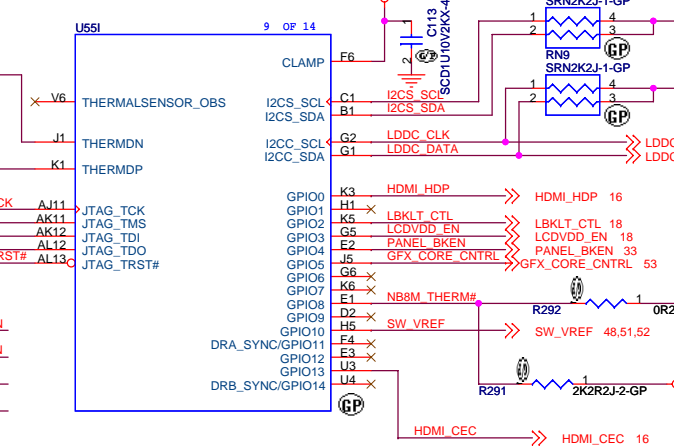 SRN2K2J-1-GP
1 4
2 3
GP
RN9
SRN2K2J-1-GP
1 4
2 3
GP
U55I
9 OF 14
C113
SCD1U10V2KX-4
1
2
CLAMP F6
V6 THERMALSENSOR_OBS
I2CS_SCL C1 I2CS_SCL
I2CS_SDA B1 I2CS_SDA
J1 THERMDN
I2CC_SCL G2 LDDC_CLK LDDC
I2CC_SDA G1 LDDC_DATA LDDC
K1 THERMDP
GPIO0 K3 HDMI_HDP HDMI_HDP 16
CK AJ11 JTAG_TCK
GPIO1 H1
AK11 JTAG_TMS
GPIO2 K5 LBKLT_CTL LBKLT_CTL 18
AK12 JTAG_TDI
GPIO3 G5 LCDVDD_EN LCDVDD_EN 18
AL12 JTAG_TDO
GPIO4 E2 PANEL_BKEN PANEL_BKEN 33
RST# AL13 JTAG_TRST#
GPIO5 J5 GFX_CORE_CNTRL GFX_CORE_CNTRL 53
GPIO6 G6
GPIO7 K6
GPIO8 E1 NB8M_THERM#
R292 1 0R2
GPIO9 D2
GPIO10 H5 SW_VREF SW_VREF 48,51,52
DRA_SYNC/GPIO11 F4
GPIO12 E3
GPIO13 U3
DRB_SYNC/GPIO14 U4
R291 1 2K2R2J-2-GP
GP
HDMI_CEC HDMI_CEC 16